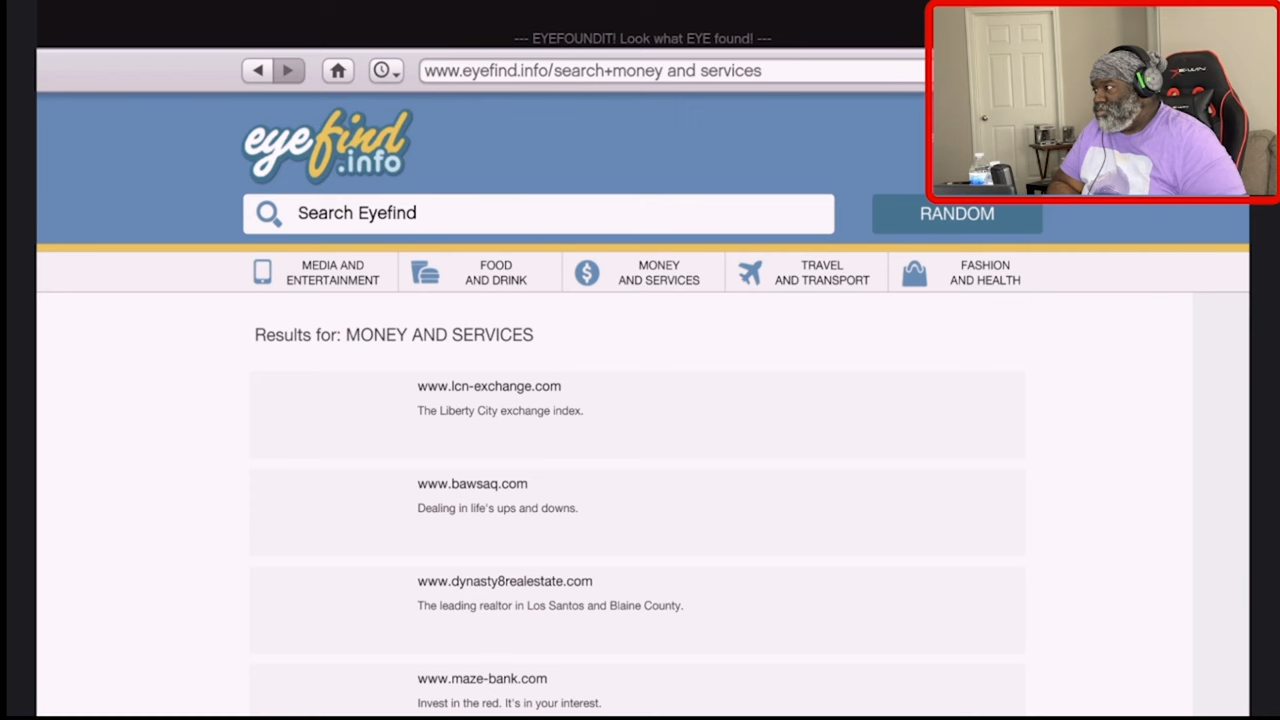 --- EYEFOUNDIT! Look what EYE found! ---
www.eyefind.info/search+money and services
eyefind
.info
Search Eyefind
RANDOM
MEDIA AND
ENTERTAINMENT
FOOD
AND DRINK
MONEY
AND SERVICES
TRAVEL
AND TRANSPORT
FASHION
AND HEALTH
Results for: MONEY AND SERVICES
www.lcn-exchange.com
The Liberty City exchange index.
www.bawsaq.com
Dealing in life's ups and downs.
www.dynasty8realestate.com
The leading realtor in Los Santos and Blaine County.
www.maze-bank.com
Invest in the red. It's in your interest.